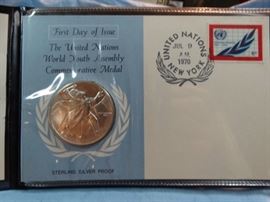 First Day of Issue
The United Nations
World Youth Assembly
Commemorative Medal
STERLING SILVER PROOF
UNITED NATIONS
JUL 9
A.M.
1970
NEW YORK